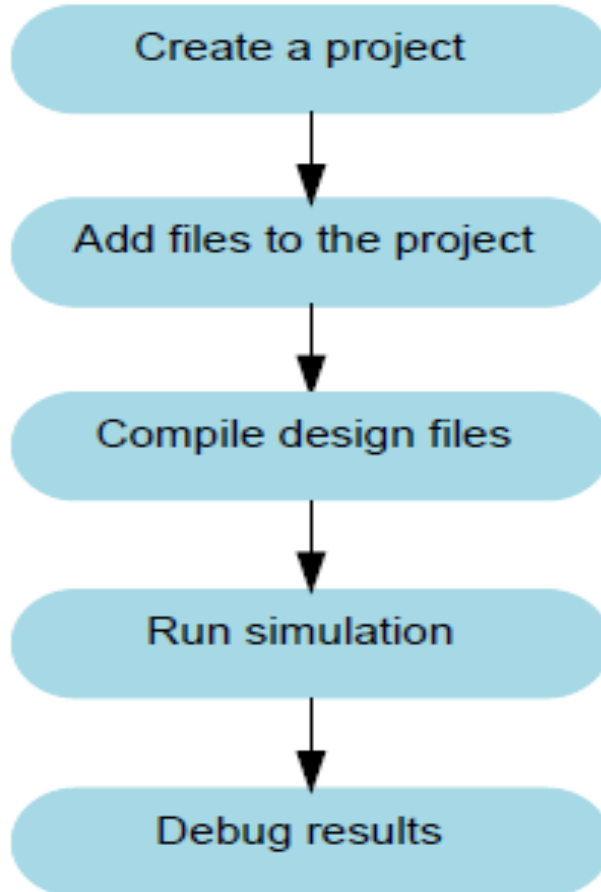 Create a project
Add files to the project
Compile design files
Run simulation
Debug results